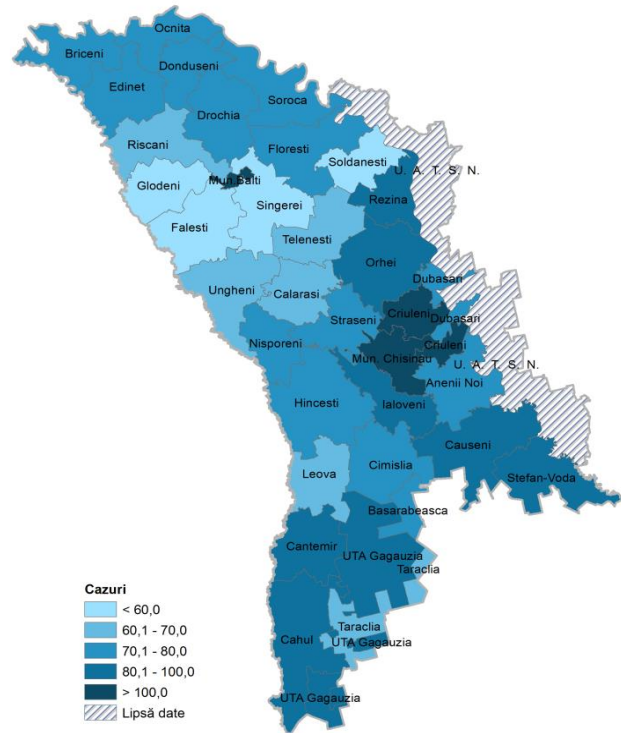 Ocnita
Briceni
Donduseni
Edinet
Soroca
Drochia
Riscani
Floresti
Soldanesti
U. A. T. S. N.
Glodeni
Mun.Balti
Rezina
Singerei
Falesti
Telenesti
Orhei
Dubasari
Ungheni
Calarasi
Criuleni
Dubasari
Straseni
Criuleni
Nisporeni
Mun. Chisinau
U. A. T. S. N.
Anenii Noi
Hincesti
Ialoveni
Causeni
Leova
Cimislia
Stefan-Voda
Basarabeasca
Cantemir
UTA Gagauzia
Taraclia
Cazuri
< 60,0
60,1 - 70,0
70,1 - 80,0
80,1 - 100,0
> 100,0
Lipsă date
Taraclia
Cahul
UTA Gagauzia
UTA Gagauzia